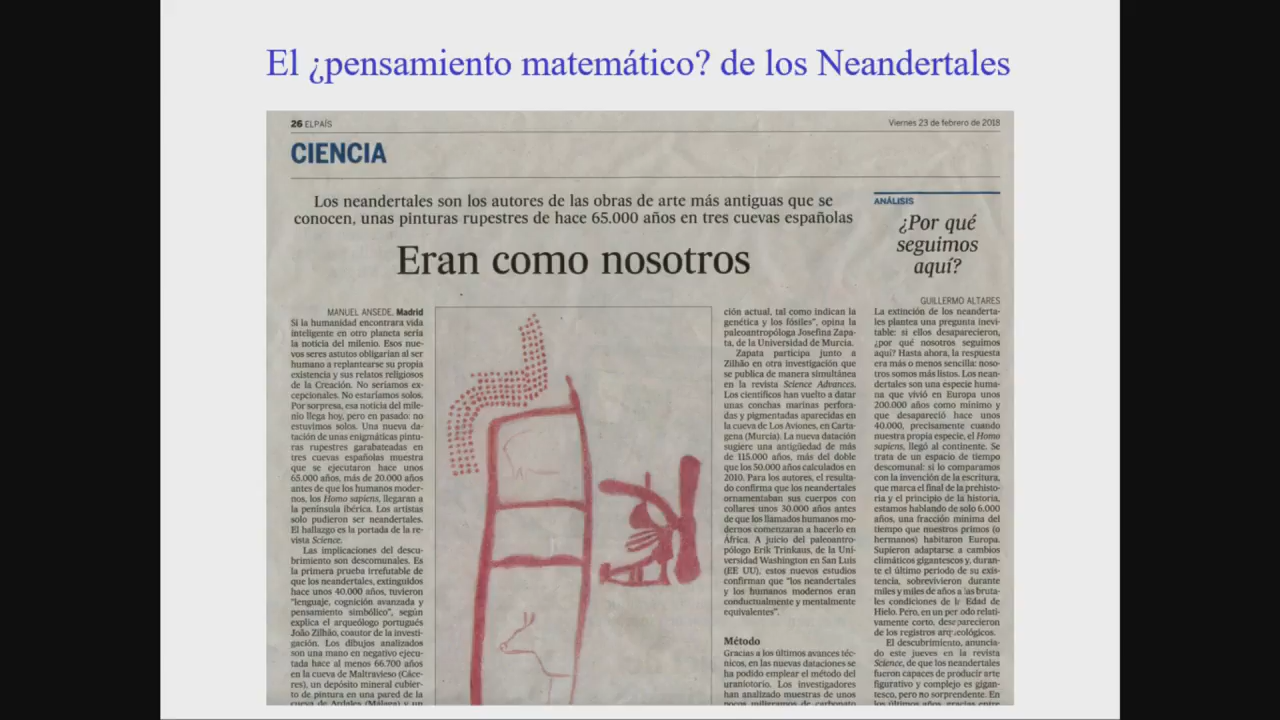 El ¿pensamiento matemático? de los Neandertales
26 EL PAÍS
Viernes 23 de febrero de 2018
CIENCIA
Los neandertales son los autores de las obras de arte más antiguas que se
conocen, unas pinturas rupestres de hace 65.000 años en tres cuevas españolas
Eran como nosotros
MANUEL ANSEDE, Madrid
Si la humanidad encontrara vida
inteligente en otro planeta sería
la noticia del milenio. Esos nue-
vos seres astutos obligarían al ser
humano a replantearse su propia
existencia y sus relatos religiosos
de la Creación. No seríamos ex-
cepcionales. No estaríamos solos.
Por sorpresa, esa noticia del mile-
nio llega hoy, pero en pasado: no
estuvimos solos. Una nueva da-
tación de unas enigmáticas pintu-
ras rupestres garabateadas en
tres cuevas españolas muestra
que se ejecutaron hace unos
65.000 años, más de 20.000 años
antes de que los humanos moder-
nos, los Homo sapiens, llegaran a
la península ibérica. Los artistas
solo pudieron ser neandertales.
El hallazgo es la portada de la re-
vista Science.
Las implicaciones del descu-
brimiento son descomunales. Es
la primera prueba irrefutable de
que los neandertales, extinguidos
hace unos 40.000 años, tuvieron
"lenguaje, cognición avanzada y
pensamiento simbólico", según
explica el arqueólogo portugués
João Zilhão, coautor de la investi-
gación. Los dibujos analizados
son una mano en negativo ejecu-
tada hace al menos 66.700 años
en la cueva de Maltravieso (Cáce-
res), un depósito mineral cubier-
to de pintura en una pared de la
cueva de Ardales (Málaga) y un
ción actual, tal como indican la
genética y los fósiles", opina la
paleoantropóloga Josefina Zapa-
ta, de la Universidad de Murcia.
Zapata participa junto a
Zilhão en otra investigación que
se publica de manera simultánea
en la revista Science Advances.
Los científicos han vuelto a datar
unas conchas marinas perfora-
das y pigmentadas aparecidas en
la cueva de Los Aviones, en Carta-
gena (Murcia). La nueva datación
sugiere una antigüedad de más
de 115.000 años, más del doble
que los 50.000 años calculados en
2010. Para los autores, el resulta-
do confirma que los neandertales
ornamentaban sus cuerpos con
collares unos 30.000 años antes
de que los llamados humanos mo-
dernos comenzaran a hacerlo en
África. A juicio del paleoantro-
pólogo Erik Trinkaus, de la Uni-
versidad Washington en San Luis
(EE UU), estos nuevos estudios
confirman que "los neandertales
y los humanos modernos eran
conductualmente y mentalmente
equivalentes".
Método
Gracias a los últimos avances téc-
nicos, en las nuevas dataciones se
ha podido emplear el método del
uraniotorio. Los investigadores
han analizado muestras de unos
pocos miligramos de carbonato
ANÁLISIS
¿Por qué
seguimos
aquí?
GUILLERMO ALTARES
La extinción de los neanderta-
les plantea una pregunta inevi-
table: si ellos desaparecieron,
¿por qué nosotros seguimos
aquí? Hasta ahora, la respuesta
era más o menos sencilla: noso-
tros somos más listos. Los nean-
dertales son una especie huma-
na que vivió en Europa unos
200.000 años como mínimo y
que desapareció hace unos
40.000, precisamente cuando
nuestra propia especie, el Homo
sapiens, llegó al continente. Se
trata de un espacio de tiempo
descomunal: si lo comparamos
con la invención de la escritura,
que marca el final de la prehisto-
ria y el principio de la historia,
estamos hablando de solo 6.000
años, una fracción mínima del
tiempo que nuestros primos (o
hermanos) habitaron Europa.
Supieron adaptarse a cambios
climáticos gigantescos y, duran-
te el último periodo de su exis-
tencia, sobrevivieron durante
miles y miles de años a las bruta-
les condiciones de la Edad de
Hielo. Pero, en un periodo relati-
vamente corto, desaparecieron
de los registros arqueológicos.
El descubrimiento, anuncia-
do este jueves en la revista
Science, de que los neandertales
fueron capaces de producir arte
figurativo y complejo es gigan-
tesco, pero no sorprendente. En
los últimos años, gracias entre